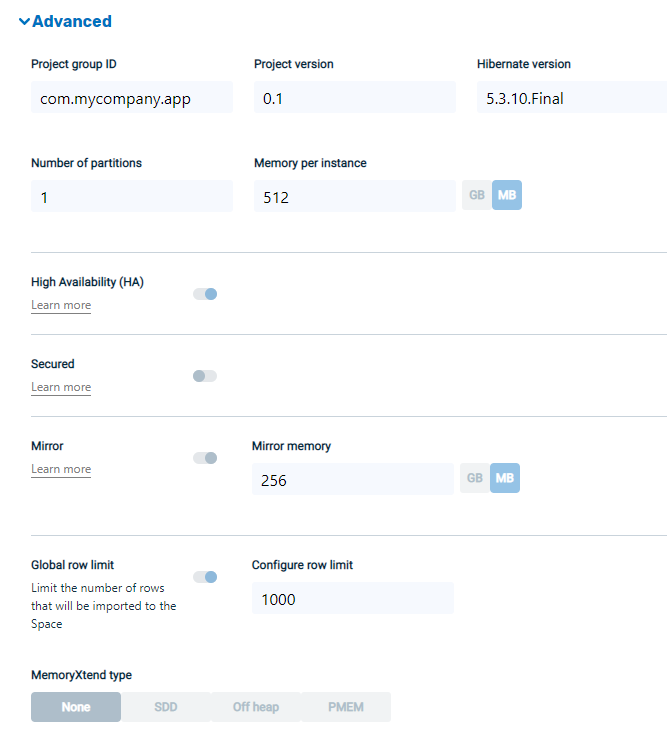 Advanced
Project group ID Project version Hibernate version
com.mycompany.app 0.1 5.3.10.Final
Number of partitions Memory per instance
1 512 GB MB
High Availability (HA)
Learn more
Secured
Learn more
Mirror Mirror memory
Learn more
256 GB MB
Global row limit Configure row limit
Limit the number of rows
that will be imported to the
Space
1000
MemoryXtend type
None SDD Off heap PMEM